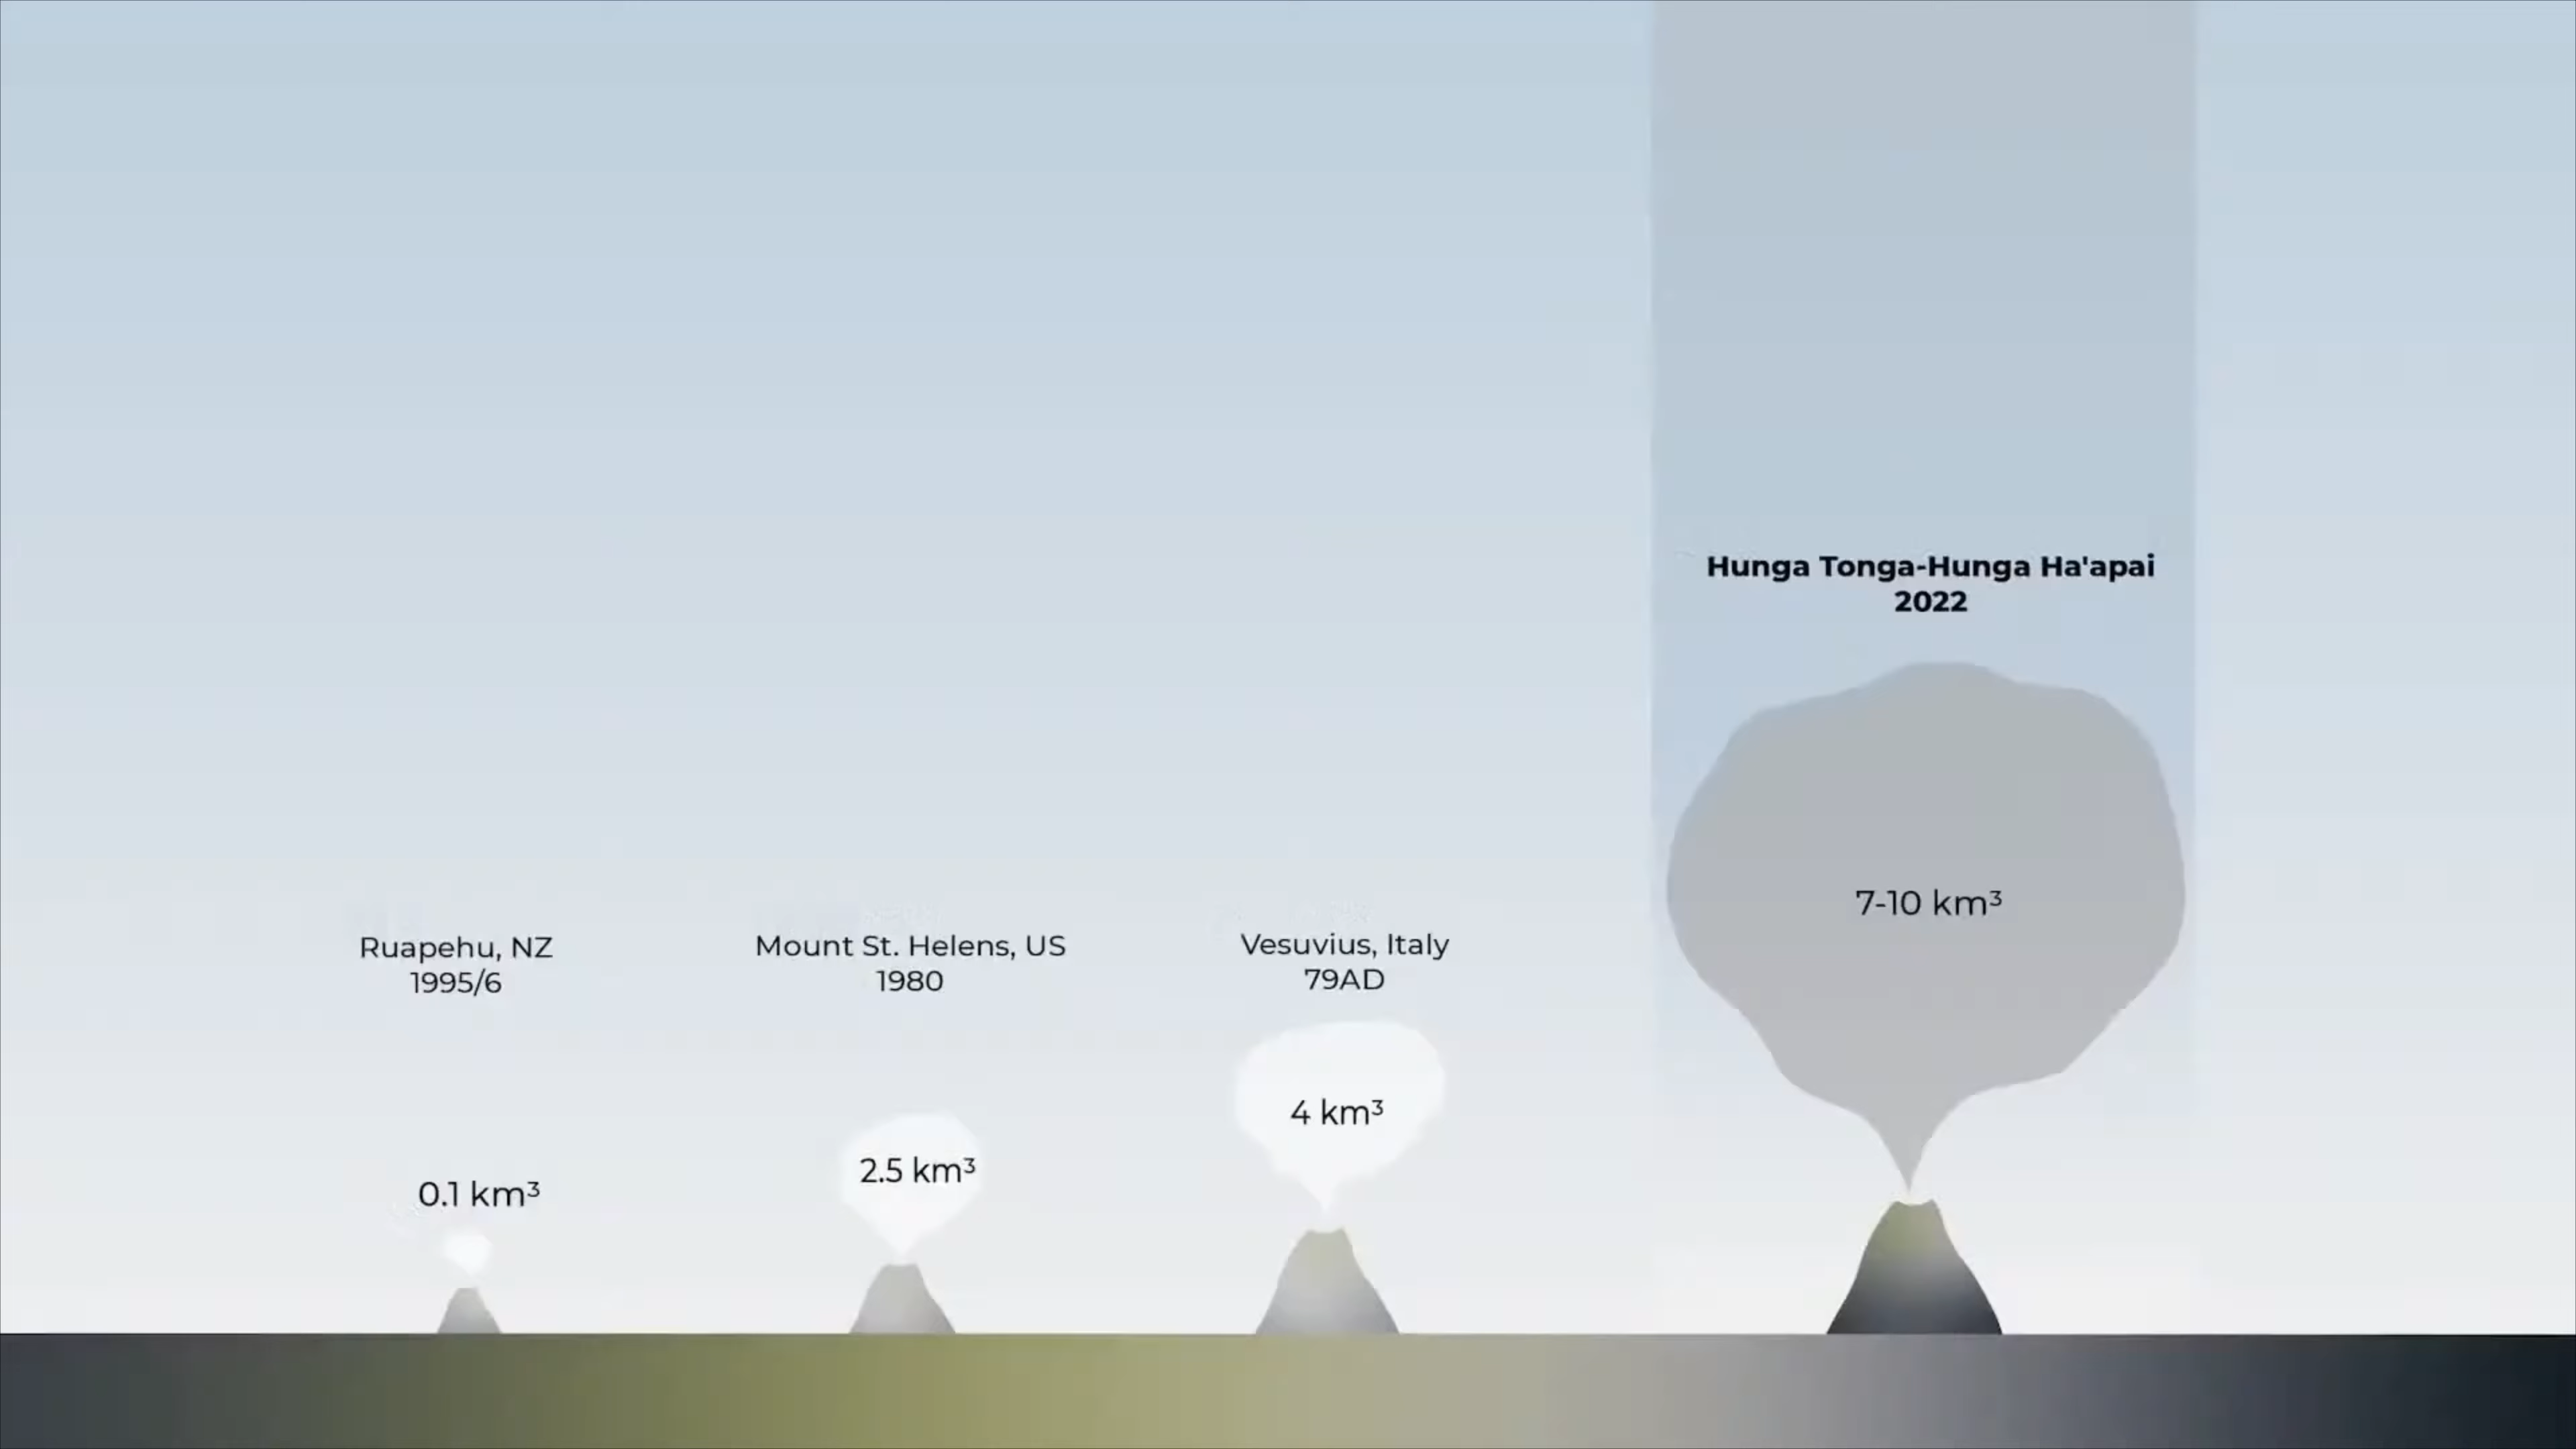 Hunga Tonga-Hunga Ha'apai
2022
7-10 km³
Ruapehu, NZ
1995/6
0.1 km³
Mount St. Helens, US
1980
2.5 km³
Vesuvius, Italy
79AD
4 km³